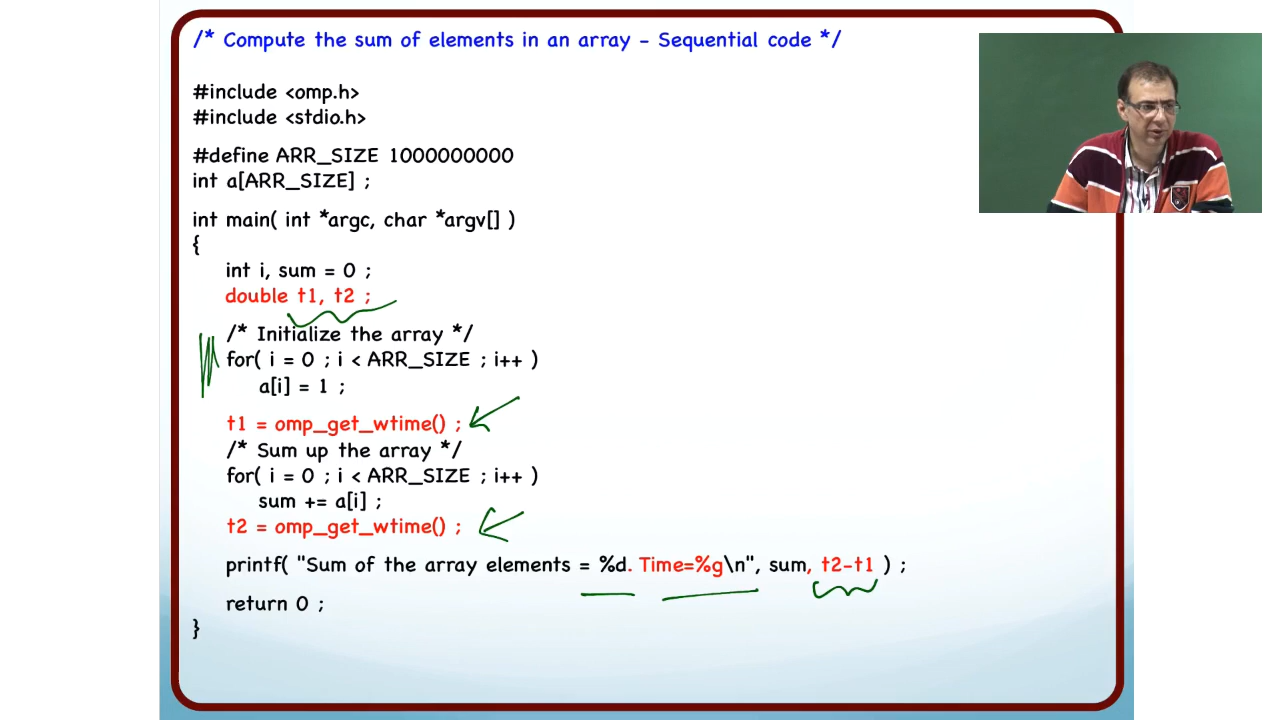 /* Compute the sum of elements in an array - Sequential code */
#include <omp.h>
#include <stdio.h>
#define ARR_SIZE 1000000000
int a[ARR_SIZE] ;
int main( int *argc, char *argv[] )
{
int i, sum = 0 ;
double t1, t2 ;
/* Initialize the array */
for( i = 0 ; i < ARR_SIZE ; i++ )
a[i] = 1 ;
t1 = omp_get_wtime() ;
/* Sum up the array */
for( i = 0 ; i < ARR_SIZE ; i++ )
sum += a[i] ;
t2 = omp_get_wtime() ;
printf( "Sum of the array elements = %d. Time=%g\n", sum, t2-t1 ) ;
return 0 ;
}